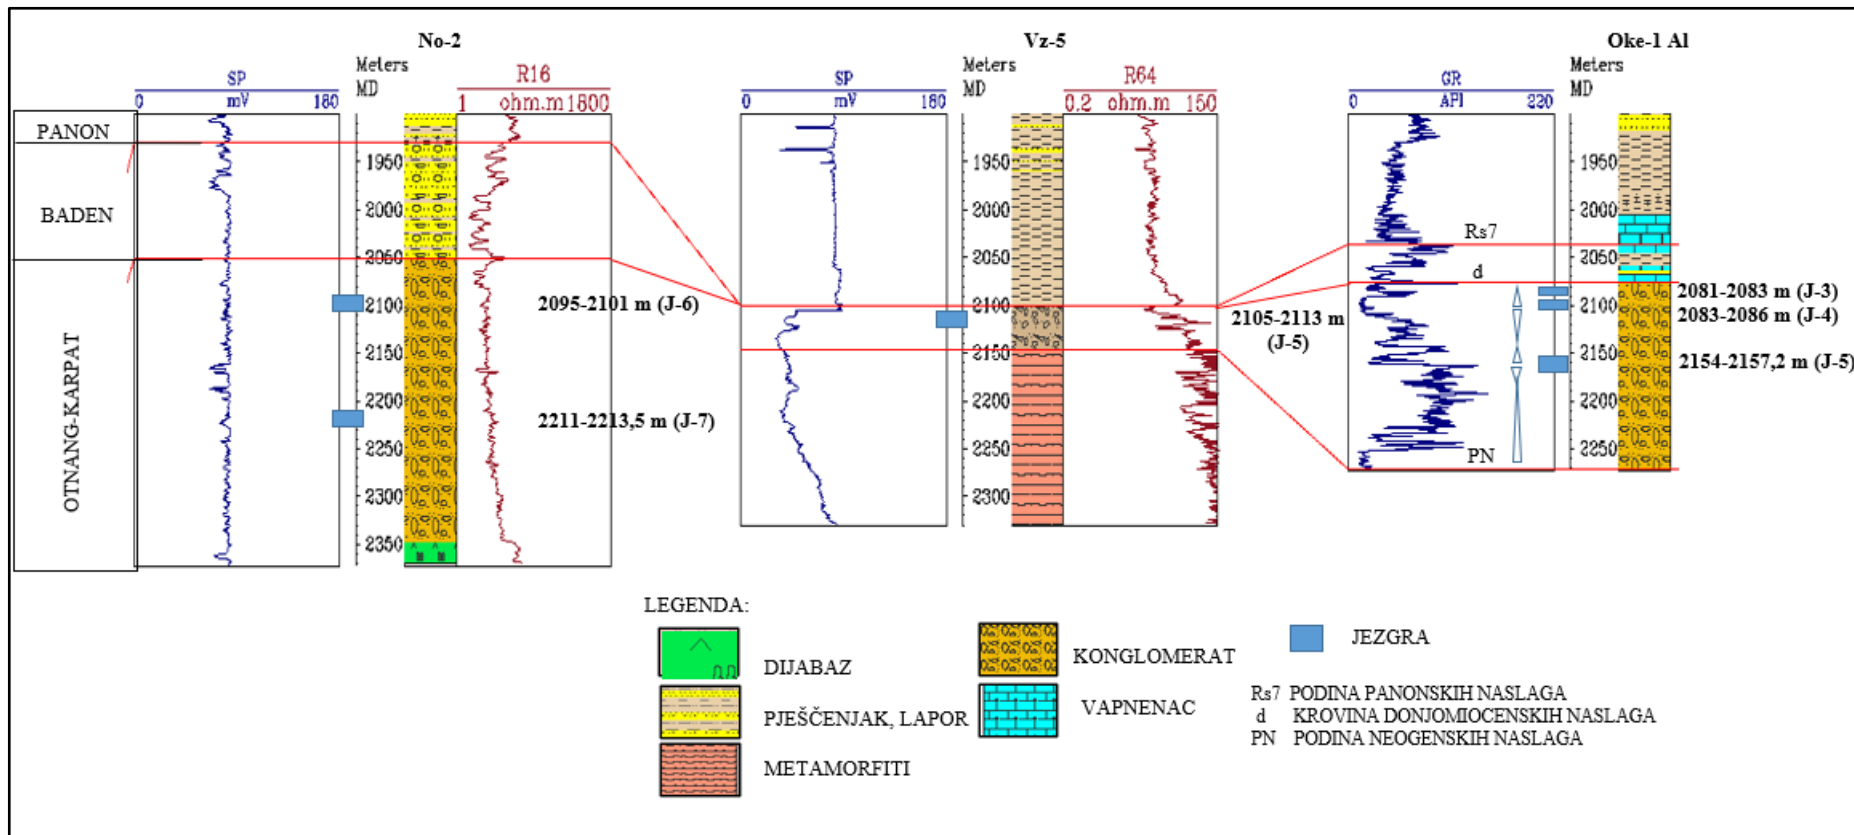 No-2
Vz-5
Oke-1 Al
SP
mV
0 180
Meters
MD
R16
1 ohm.m 1800
SP
mV
0 180
Meters
MD
R64
0.2 ohm.m 150
GR
API
0 220
Meters
MD
PANON
BADEN
OTNANG-KARPAT
1950
2000
2050
2100
2150
2200
2250
2300
2350
2095-2101 m (J-6)
2211-2213,5 m (J-7)
1950
2000
2050
2100
2150
2200
2250
2300
2105-2113 m
(J-5)
Rs7
d
PN
1950
2000
2050
2100
2150
2200
2250
2081-2083 m (J-3)
2083-2086 m (J-4)
2154-2157,2 m (J-5)
LEGENDA:
DIJABAZ
PJEŠČENJAK, LAPOR
METAMORFITI
KONGLOMERAT
VAPNENAC
JEZGRA
Rs7 PODINA PANONSKIH NASLAGA
d KROVINA DONJOMIOCENSKIH NASLAGA
PN PODINA NEOGENSKIH NASLAGA